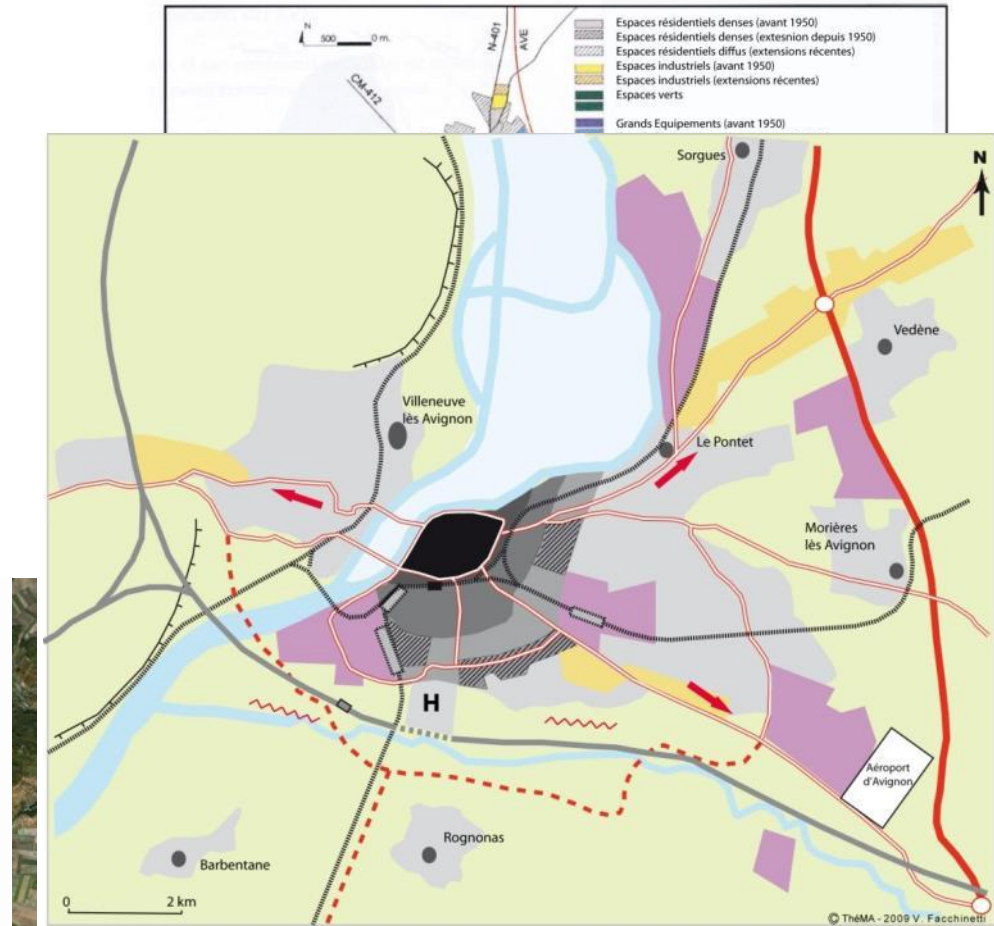 N
500 0 m.
N-401
AVE
CM-412
Espaces résidentiels denses (avant 1950)
Espaces résidentiels denses (extesnion depuis 1950)
Espaces résidentiels diffus (extensions récentes)
Espaces industriels (avant 1950)
Espaces industriels (extensions récentes)
Espaces verts
Grands Equipements (avant 1950)
Sorgues
N
Vedène
Villeneuve
lès Avignon
Le Pontet
Morières
lès Avignon
H
Aéroport
d'Avignon
Rognonas
Barbentane
0 2 km
© ThéMA - 2009 V. Facchinetti